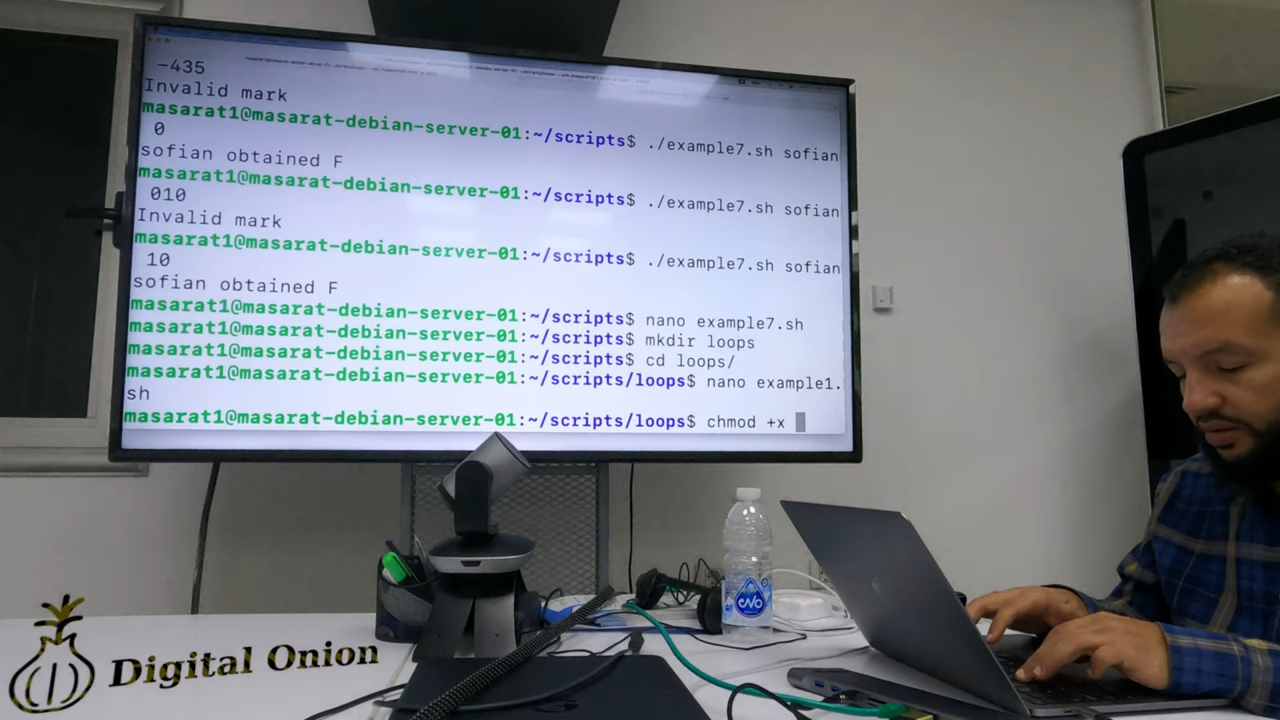 -435
Invalid mark
masarat1@masarat-debian-server-01:~/scripts$ ./example7.sh sofian
0
sofian obtained F
masarat1@masarat-debian-server-01:~/scripts$ ./example7.sh sofian
010
Invalid mark
masarat1@masarat-debian-server-01:~/scripts$ ./example7.sh sofian
10
sofian obtained F
masarat1@masarat-debian-server-01:~/scripts$ nano example7.sh
masarat1@masarat-debian-server-01:~/scripts$ mkdir loops
masarat1@masarat-debian-server-01:~/scripts$ cd loops/
masarat1@masarat-debian-server-01:~/scripts/loops$ nano example1.
sh
masarat1@masarat-debian-server-01:~/scripts/loops$ chmod +x
Digital Onion